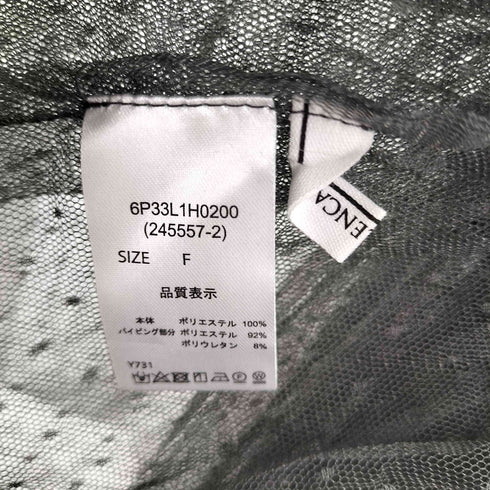 6P33L1H0200
(245557-2)
SIZE F
品質表示
本体 ポリエステル 100%
パイピング部分 ポリエステル 92%
ポリウレタン 8%
Y731
ENCA